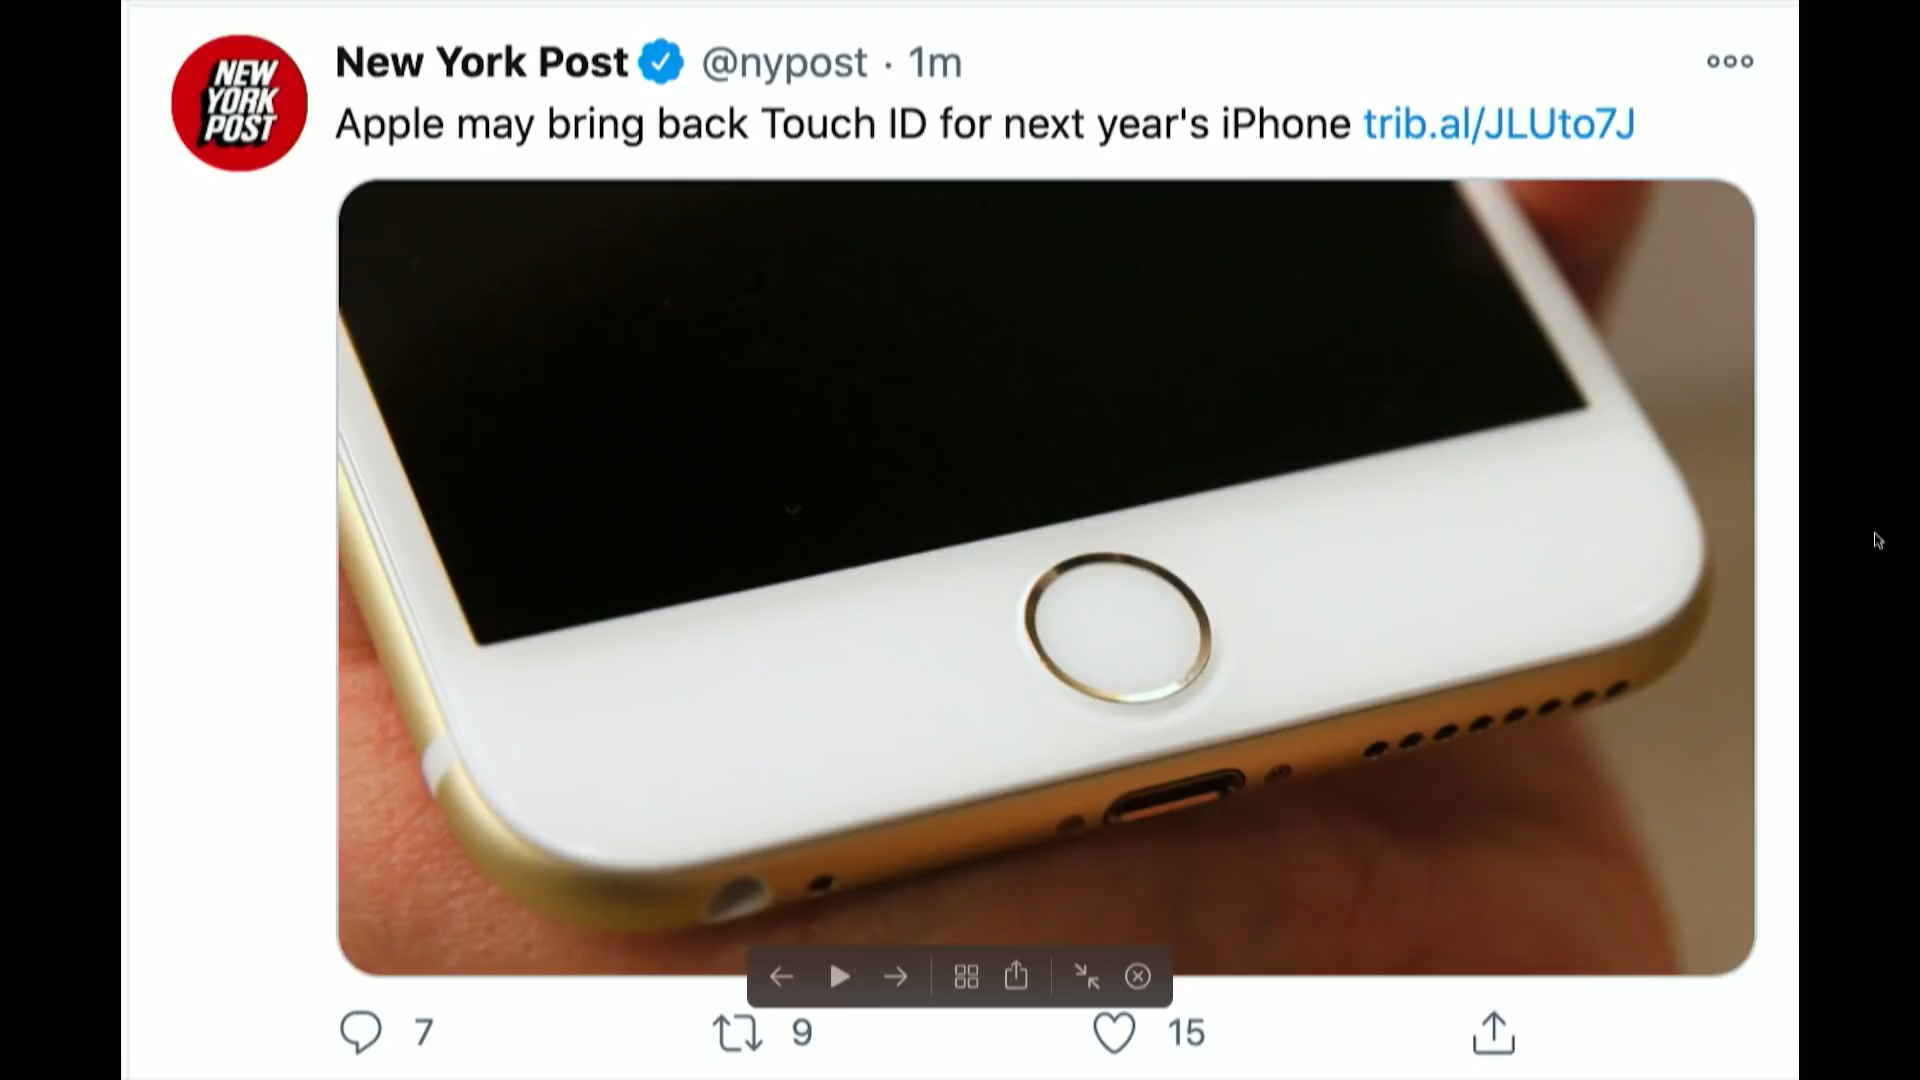 NEW
YORK
POST
New York Post @nypost · 1m
Apple may bring back Touch ID for next year's iPhone trib.al/JLUto7J
7 9 15